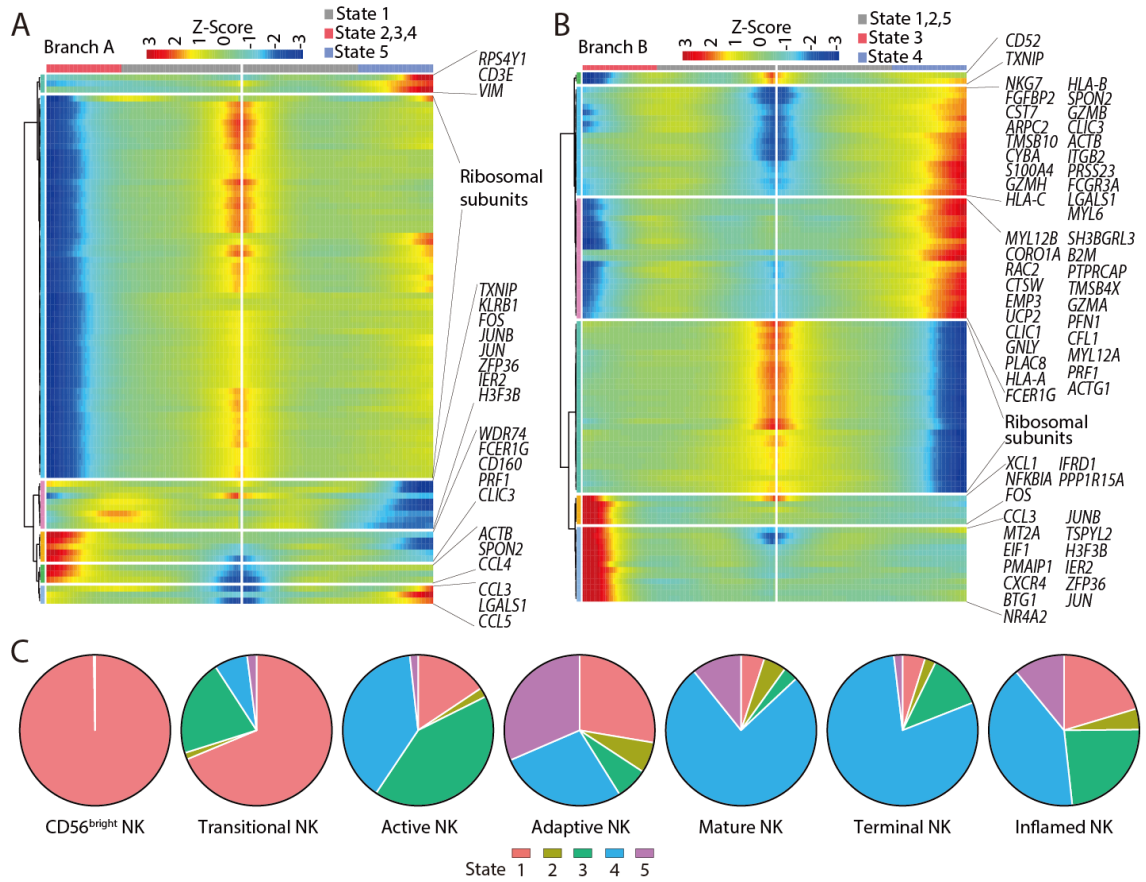 A
Branch A
Z-Score
3 2 1 0 -1 -2 -3
State 1
State 2,3,4
State 5
RPS4Y1
CD3E
VIM
Ribosomal
subunits
TXNIP
KLRB1
FOS
JUNB
JUN
ZFP36
IER2
H3F3B
WDR74
FCER1G
CD160
PRF1
CLIC3
ACTB
SPON2
CCL4
CCL3
LGALS1
CCL5
B
Branch B
Z-Score
3 2 1 0 -1 -2 -3
State 1,2,5
State 3
State 4
CD52
TXNIP
NKG7 HLA-B
FGFBP2 SPON2
CST7 GZMB
ARPC2 CLIC3
TMSB10 ACTB
CYBA ITGB2
S100A4 PRSS23
GZMH FCGR3A
HLA-C LGALS1
MYL6
MYL12B SH3BGRL3
CORO1A B2M
RAC2 PTPRCAP
CTSW TMSB4X
EMP3 GZMA
UCP2 PFN1
CLIC1 CFL1
GNLY MYL12A
PLAC8 PRF1
HLA-A ACTG1
FCER1G
Ribosomal
subunits
XCL1 IFRD1
NFKBIA PPP1R15A
FOS
CCL3 JUNB
MT2A TSPYL2
EIF1 H3F3B
PMAIP1 IER2
CXCR4 ZFP36
BTG1 JUN
NR4A2
C
CD56bright NK
Transitional NK
Active NK
Adaptive NK
Mature NK
Terminal NK
Inflamed NK
State 1 2 3 4 5